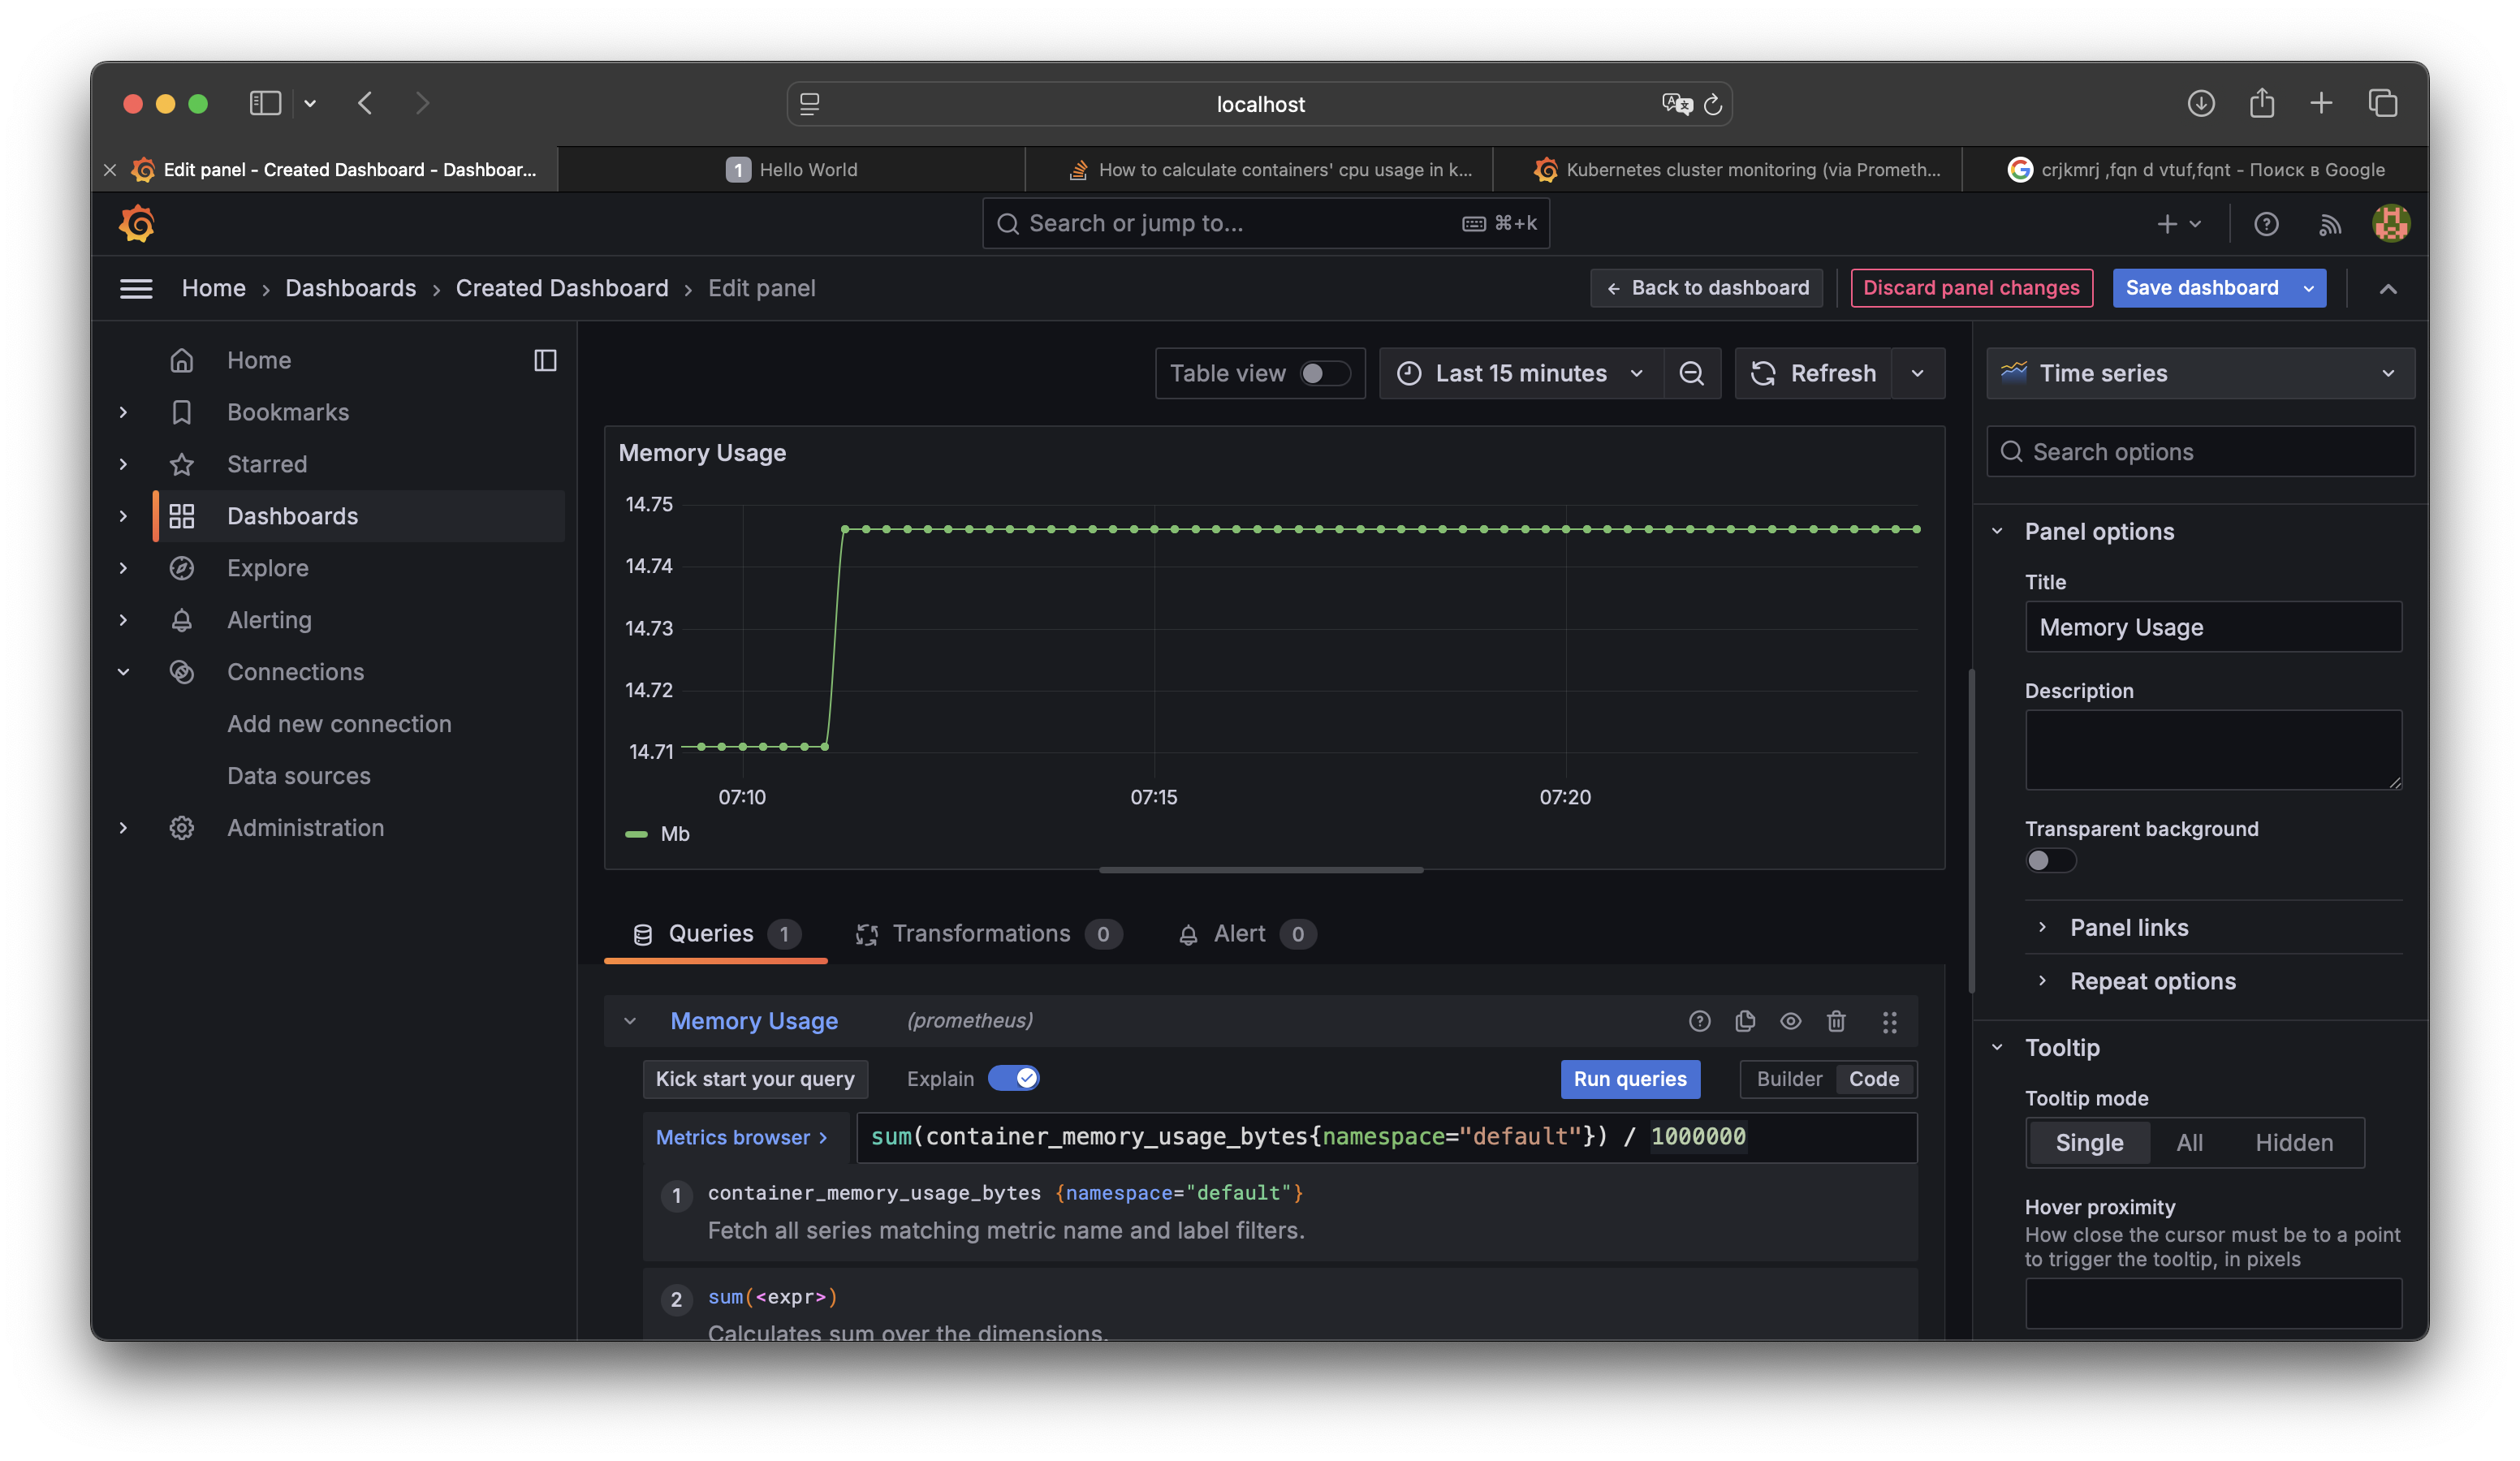 localhost
Edit panel - Created Dashboard - Dashboar...
1 Hello World
How to calculate containers' cpu usage in k...
Kubernetes cluster monitoring (via Prometh...
crjkmrj ,fqn d vtuf,fqnt - Поиск в Google
Search or jump to...
⌘+k
Home › Dashboards › Created Dashboard › Edit panel
← Back to dashboard
Discard panel changes
Save dashboard
Home
Bookmarks
Starred
Dashboards
Explore
Alerting
Connections
Add new connection
Data sources
Administration
Table view
Last 15 minutes
Refresh
Memory Usage
14.75
14.74
14.73
14.72
14.71
07:10
07:15
07:20
Mb
Queries 1
Transformations 0
Alert 0
Memory Usage
(prometheus)
Kick start your query
Explain
Run queries
Builder
Code
Metrics browser >
sum(container_memory_usage_bytes{namespace="default"}) / 1000000
1 container_memory_usage_bytes {namespace="default"}
Fetch all series matching metric name and label filters.
2 sum(<expr>)
Calculates sum over the dimensions.
Time series
Search options
Panel options
Title
Memory Usage
Description
Transparent background
Panel links
Repeat options
Tooltip
Tooltip mode
Single
All
Hidden
Hover proximity
How close the cursor must be to a point
to trigger the tooltip, in pixels